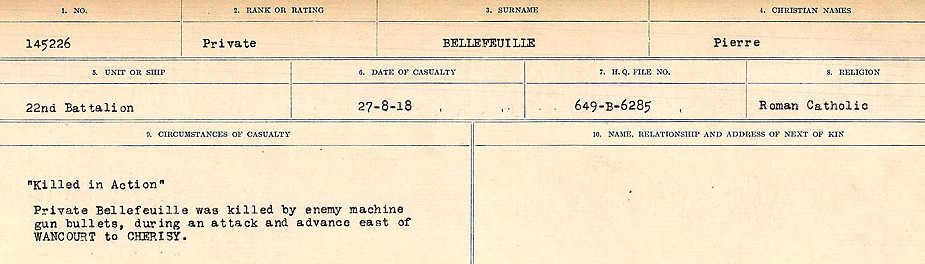 1. NO. 2. RANK OR RATING 3. SURNAME 4. CHRISTIAN NAMES
145226 Private BELLEFEUILLE Pierre
5. UNIT OR SHIP 6. DATE OF CASUALTY 7. H.Q. FILE NO. 8. RELIGION
22nd Battalion 27-8-18 649-B-6285 Roman Catholic
9. CIRCUMSTANCES OF CASUALTY 10. NAME, RELATIONSHIP AND ADDRESS OF NEXT OF KIN
"Killed in Action"
Private Bellefeuille was killed by enemy machine
gun bullets, during an attack and advance east of
WANCOURT to CHERISY.